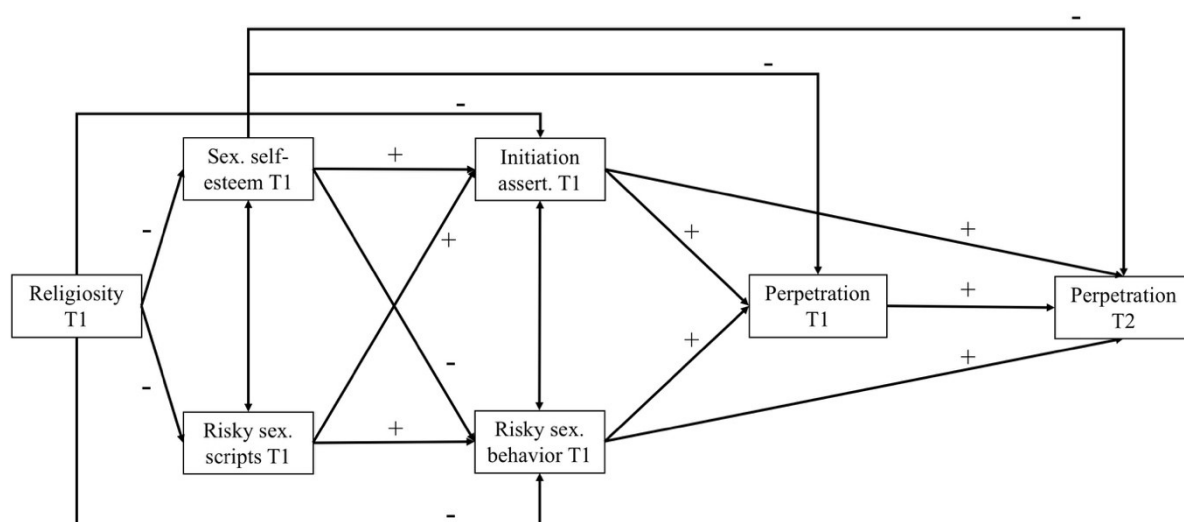 -
-
-
Sex. self-
esteem T1
+
Initiation
assert. T1
-
+
+
+
Religiosity
T1
Perpetration
T1
+
Perpetration
T2
-
-
+
+
Risky sex.
scripts T1
+
Risky sex.
behavior T1
-